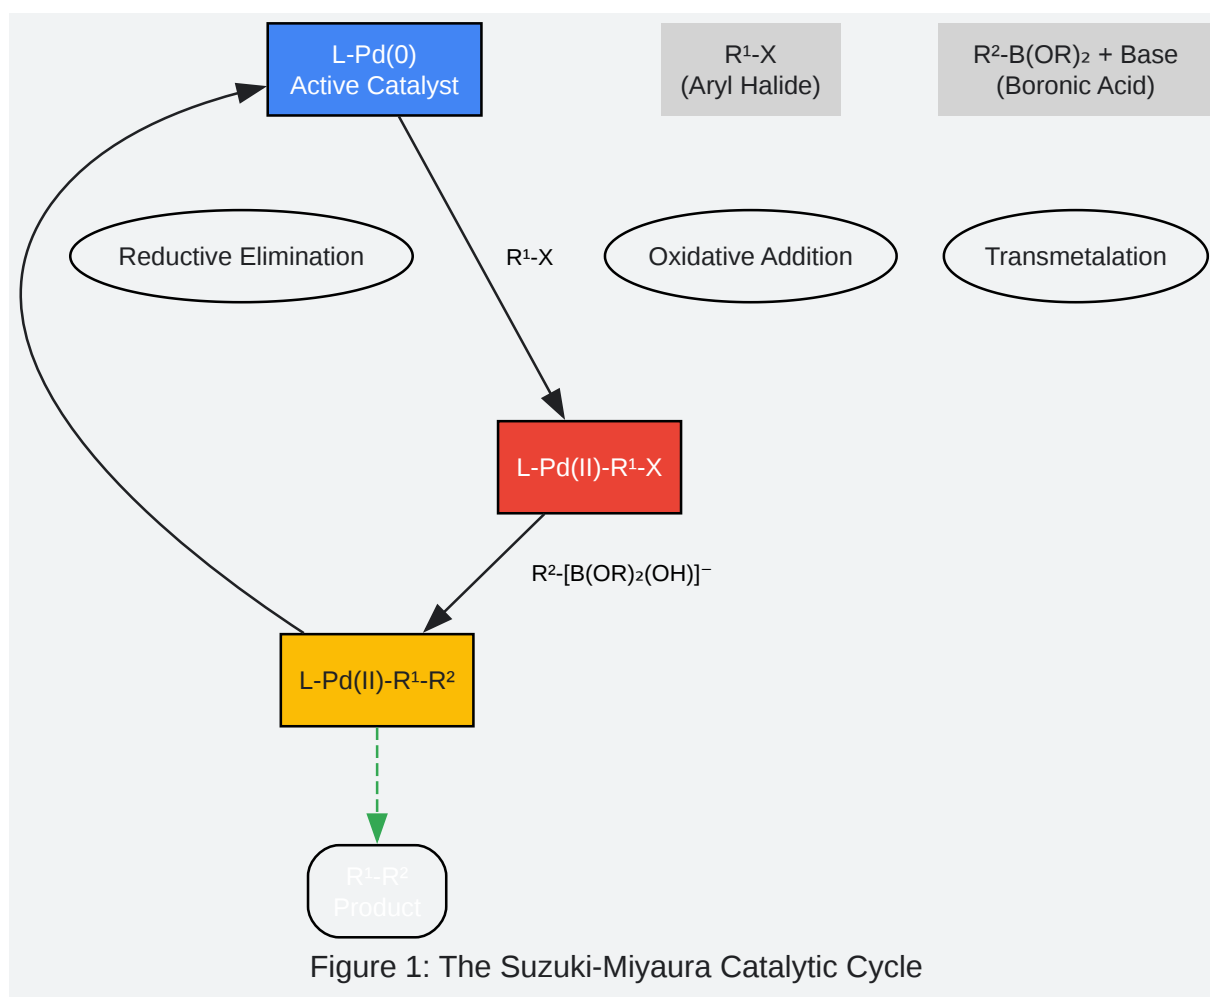 L-Pd(0)
Active Catalyst
R¹-X
(Aryl Halide)
R²-B(OR)₂ + Base
(Boronic Acid)
Reductive Elimination
R¹-X
Oxidative Addition
Transmetalation
L-Pd(II)-R¹-X
R²-[B(OR)₂(OH)]⁻
L-Pd(II)-R¹-R²
R¹-R²
Product
Figure 1: The Suzuki-Miyaura Catalytic Cycle